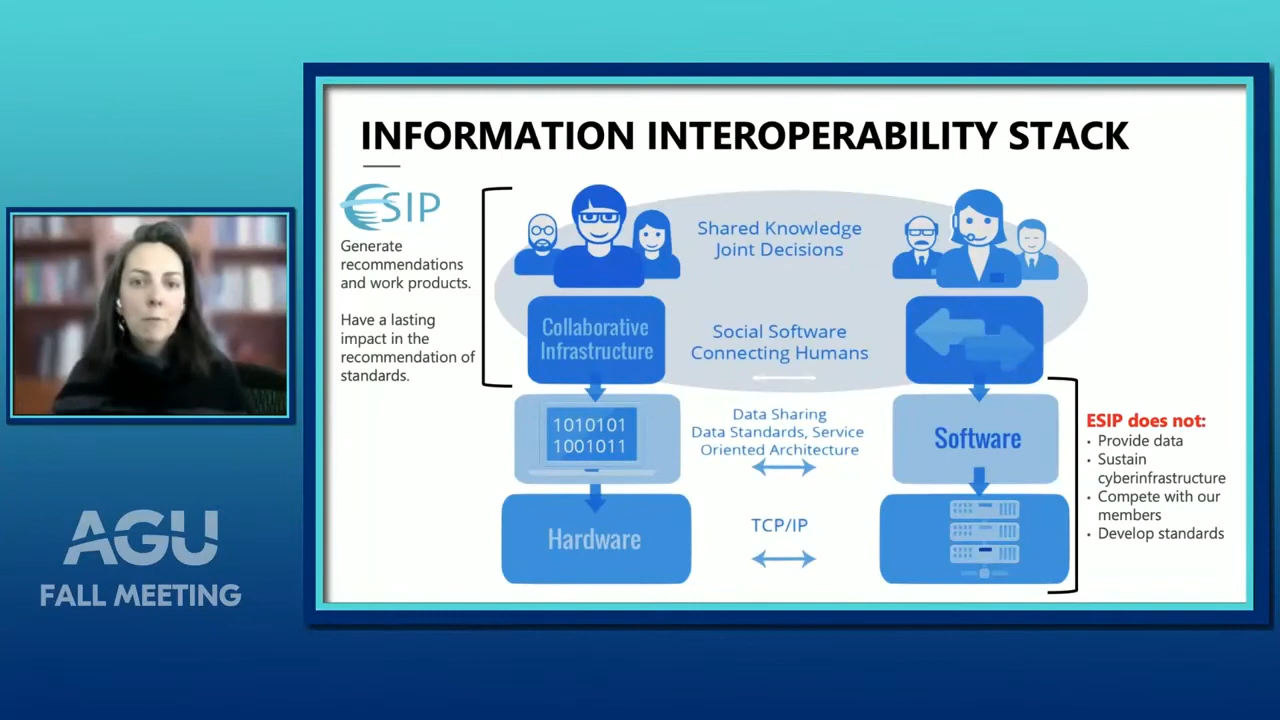 INFORMATION INTEROPERABILITY STACK
ESIP
Generate
recommendations
and work products.
Have a lasting
impact in the
recommendation of
standards.
Shared Knowledge
Joint Decisions
Collaborative
Infrastructure
Social Software
Connecting Humans
1010101
1001011
Data Sharing
Data Standards, Service
Oriented Architecture
Software
Hardware
TCP/IP
ESIP does not:
• Provide data
• Sustain
cyberinfrastructure
• Compete with our
members
• Develop standards
AGU
FALL MEETING